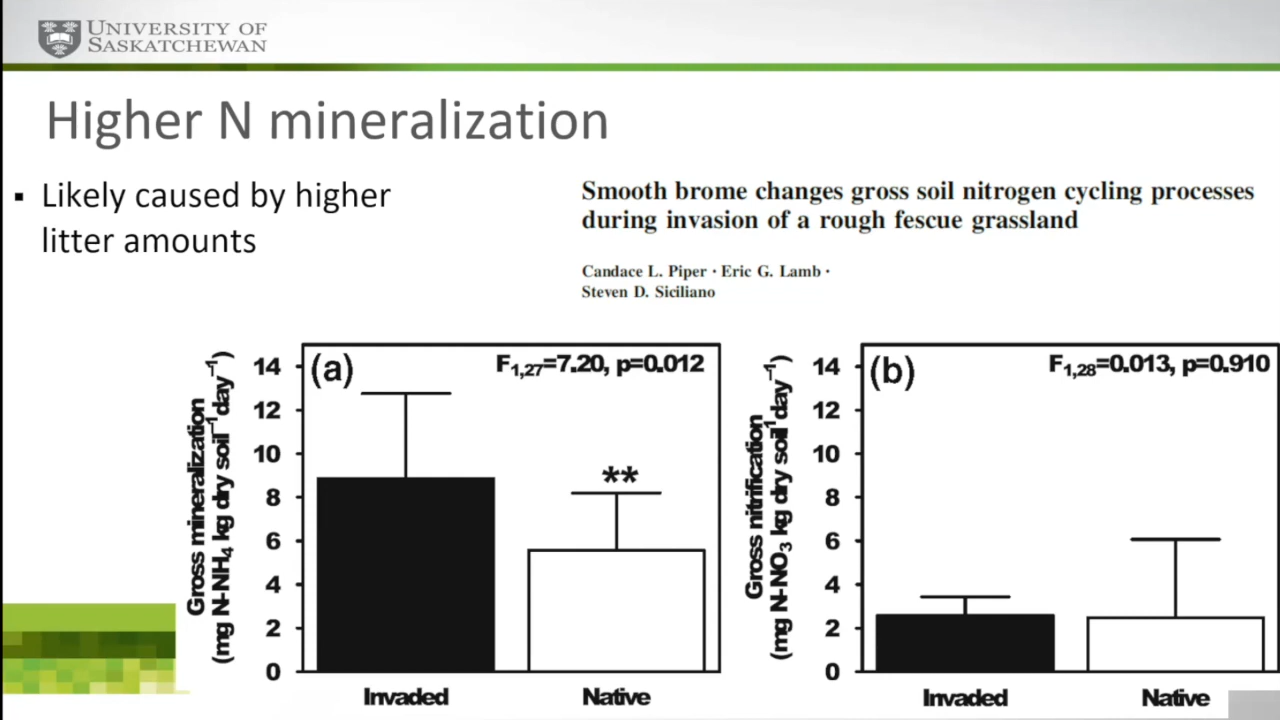 UNIVERSITY OF
SASKATCHEWAN
Higher N mineralization
▪ Likely caused by higher
litter amounts
Smooth brome changes gross soil nitrogen cycling processes
during invasion of a rough fescue grassland
Candace L. Piper · Eric G. Lamb ·
Steven D. Siciliano
(a)
F1,27=7.20, p=0.012
Gross mineralization
(mg N-NH4 kg dry soil⁻¹day⁻¹)
14
12
10
8
6
4
2
0
**
Invaded
Native
(b)
F1,28=0.013, p=0.910
Gross nitrification
(mg N-NO3 kg dry soil¹day⁻¹)
14
12
10
8
6
4
2
0
Invaded
Native